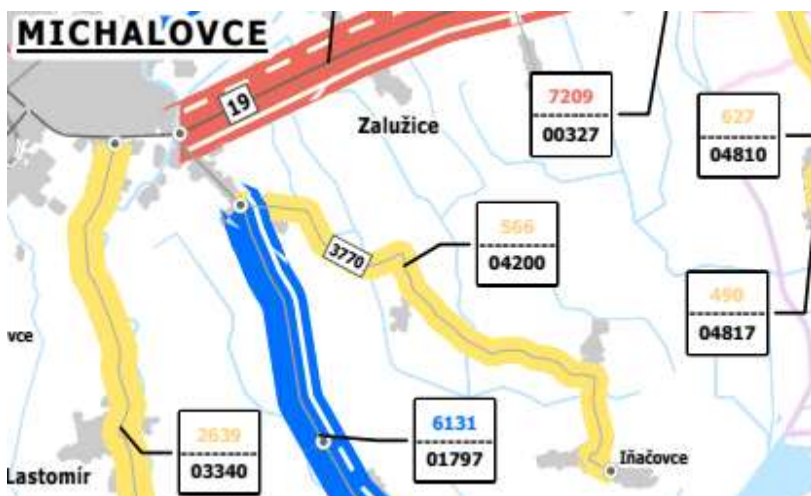 MICHALOVCE
19
Zalužice
7209
00327
627
04810
566
04200
3770
490
04817
vce
2639
03340
6131
01797
Iňačovce
Lastomír